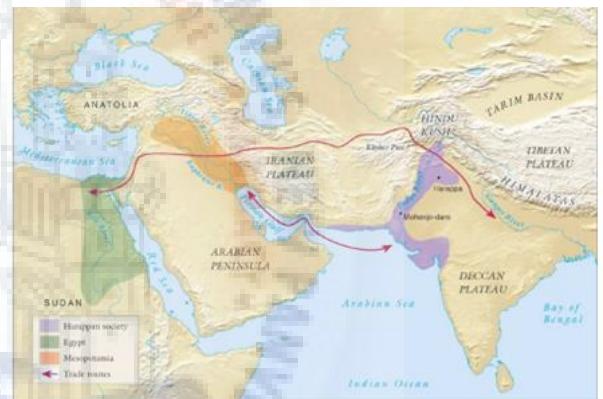 Black Sea
Caspian Sea
ANATOLIA
TARIM BASIN
HINDU
KUSH
Mediterranean Sea
Khyber Pass
TIBETAN
PLATEAU
IRANIAN
PLATEAU
Harappa
HIMALAYAS
Mohenjo-daro
Ganges River
ARABIAN
PENINSULA
Red Sea
DECCAN
PLATEAU
SUDAN
Arabian Sea
Bay of
Bengal
Harappan society
Egypt
Mesopotamia
Trade routes
Indian Ocean